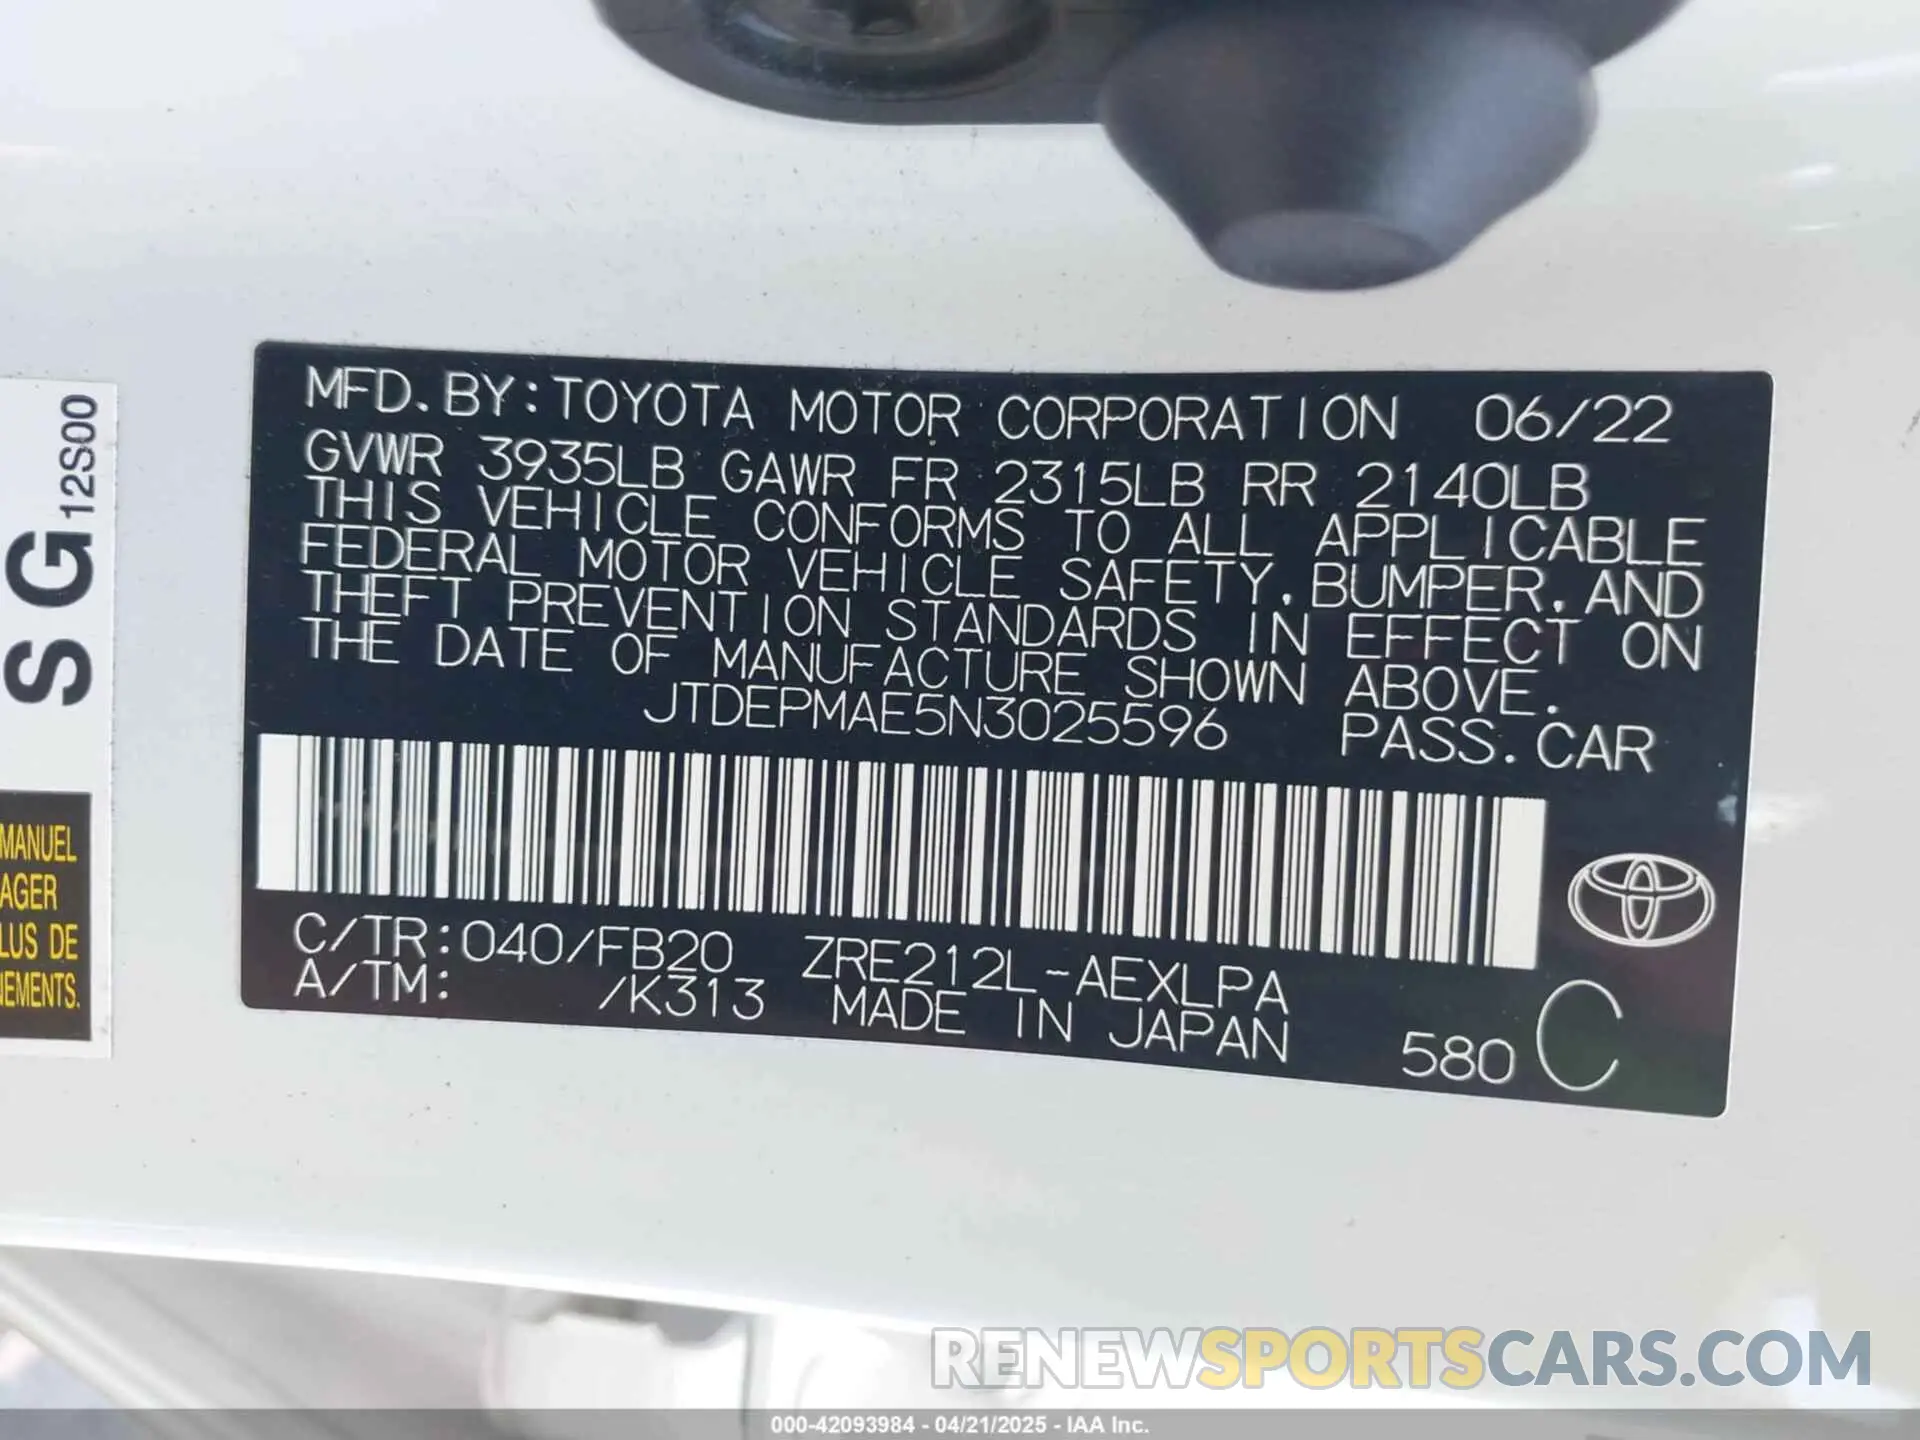 MFD. BY: TOYOTA MOTOR CORPORATION 06/22
GVWR 3935LB GAWR FR 2315LB RR 2140LB
THIS VEHICLE CONFORMS TO ALL APPLICABLE
FEDERAL MOTOR VEHICLE SAFETY, BUMPER, AND
THEFT PREVENTION STANDARDS IN EFFECT ON
THE DATE OF MANUFACTURE SHOWN ABOVE.
JTDEPMAE5N3025596 PASS. CAR
C/TR: 040/FB20 ZRE212L-AEXLPA
A/TM: /K313 MADE IN JAPAN 580 C
SG 12S00
MANUEL
AGER
LUS DE
NEMENTS.
RENEWSPORTSCARS.COM
000-42093984 - 04/21/2025 - IAA Inc.